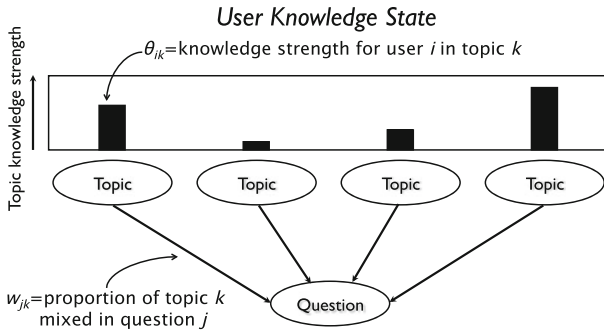 User Knowledge State
Topic knowledge strength
θik=knowledge strength for user i in topic k
Topic
Topic
Topic
Topic
wjk=proportion of topic k
mixed in question j
Question